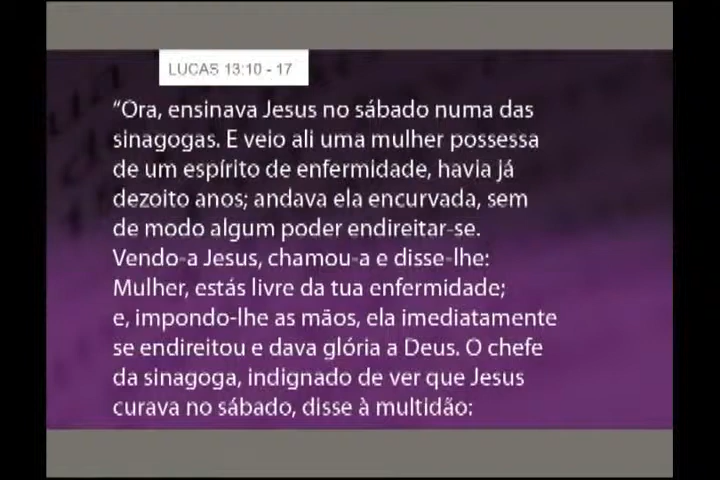 LUCAS 13:10 - 17
“Ora, ensinava Jesus no sábado numa das
sinagogas. E veio ali uma mulher possessa
de um espírito de enfermidade, havia já
dezoito anos; andava ela encurvada, sem
de modo algum poder endireitar-se.
Vendo-a Jesus, chamou-a e disse-lhe:
Mulher, estás livre da tua enfermidade;
e, impondo-lhe as mãos, ela imediatamente
se endireitou e dava glória a Deus. O chefe
da sinagoga, indignado de ver que Jesus
curava no sábado, disse à multidão: